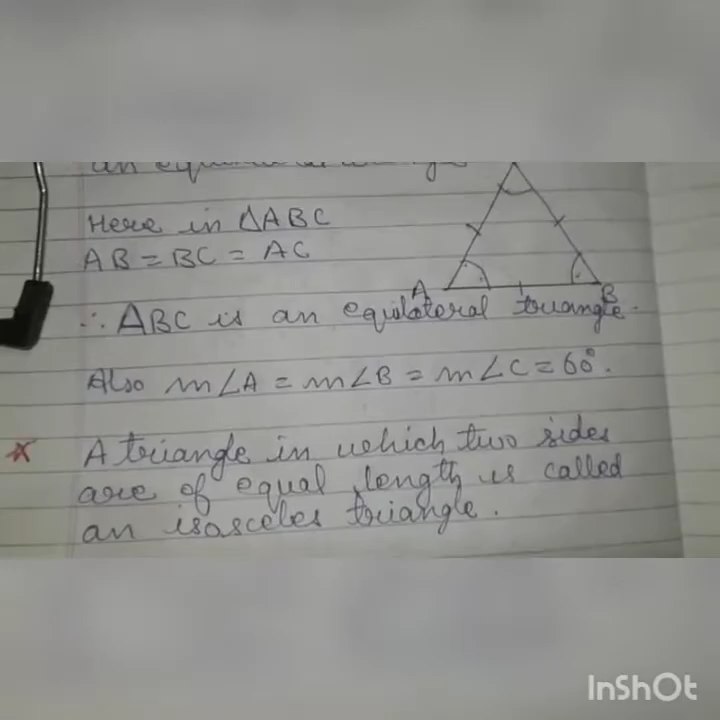 Here in △ABC
AB = BC = AC
A B
∴ ABC is an equilateral triangle.
Also m∠A = m∠B = m∠C = 60°.
* A triangle in which two sides
are of equal length is called
an isasceles triangle.
InShOt